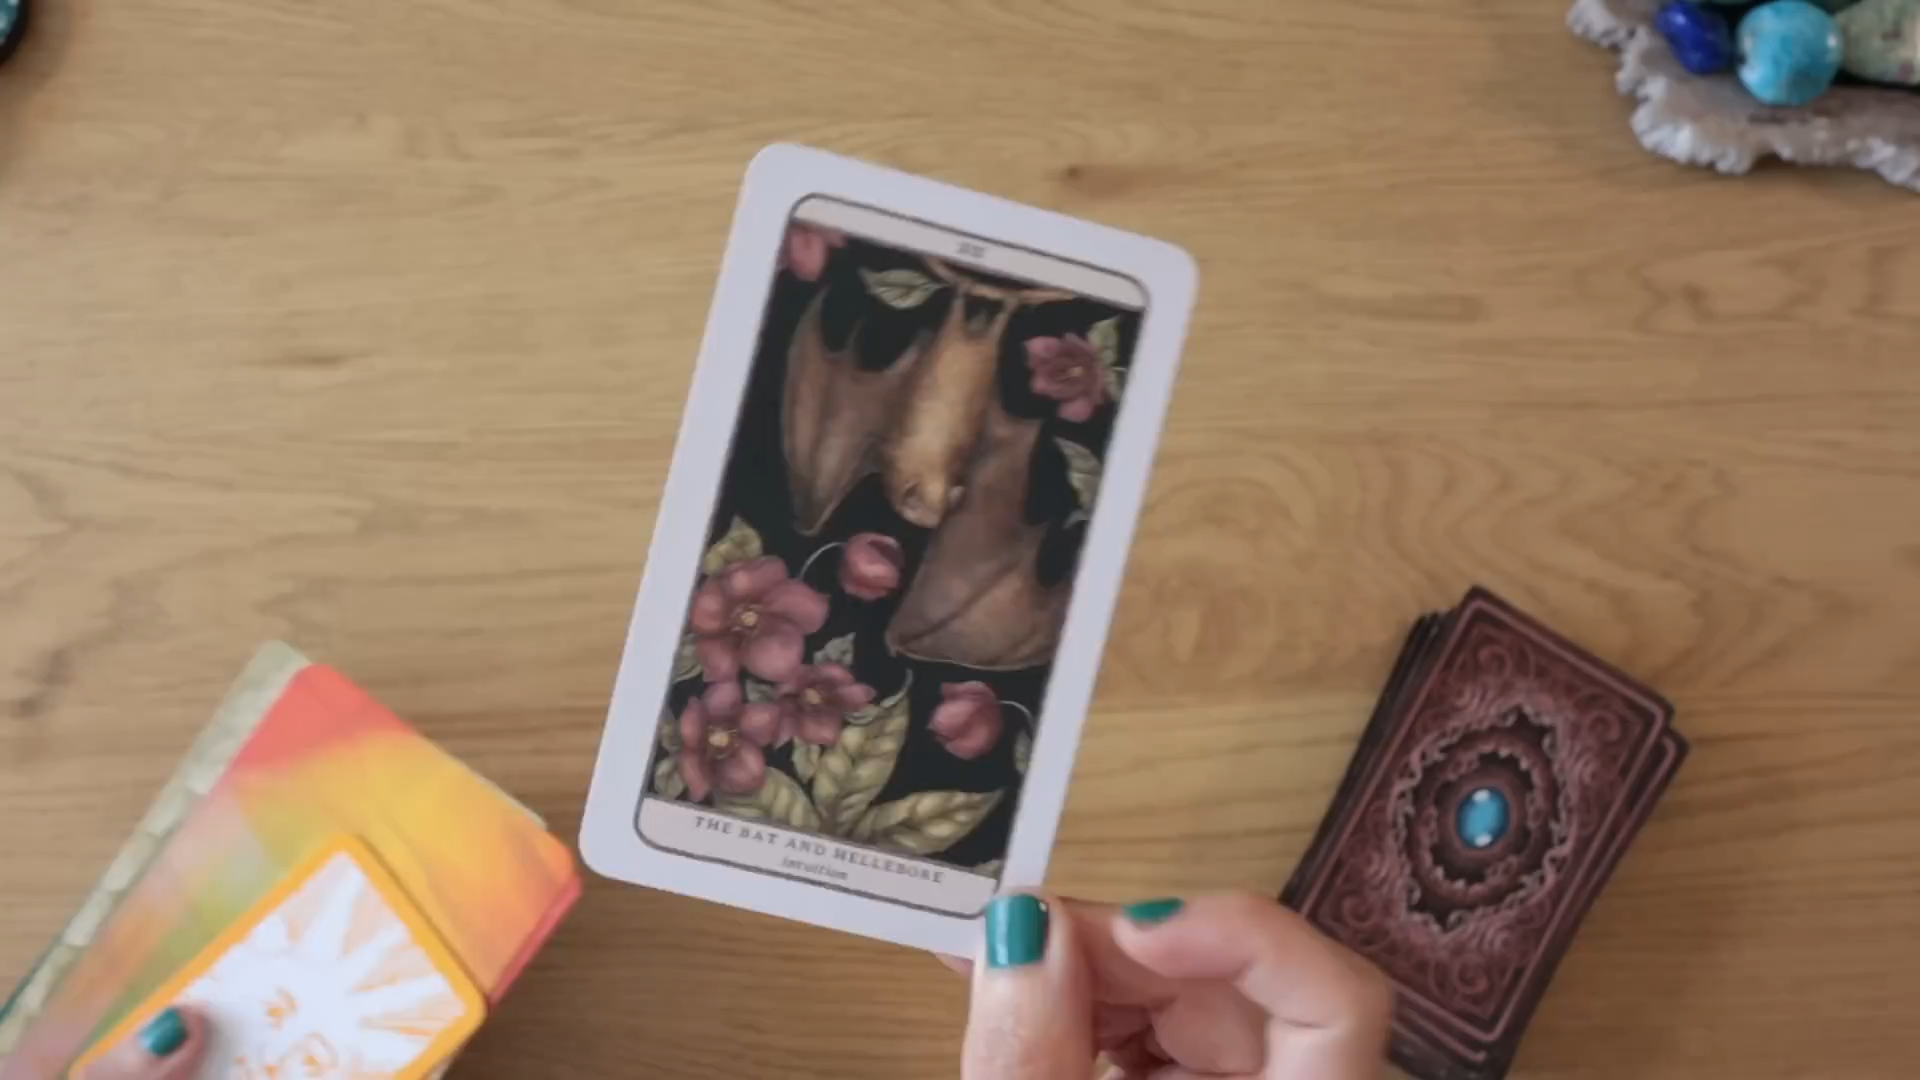 THE BAT AND HELLEBORE
intuition